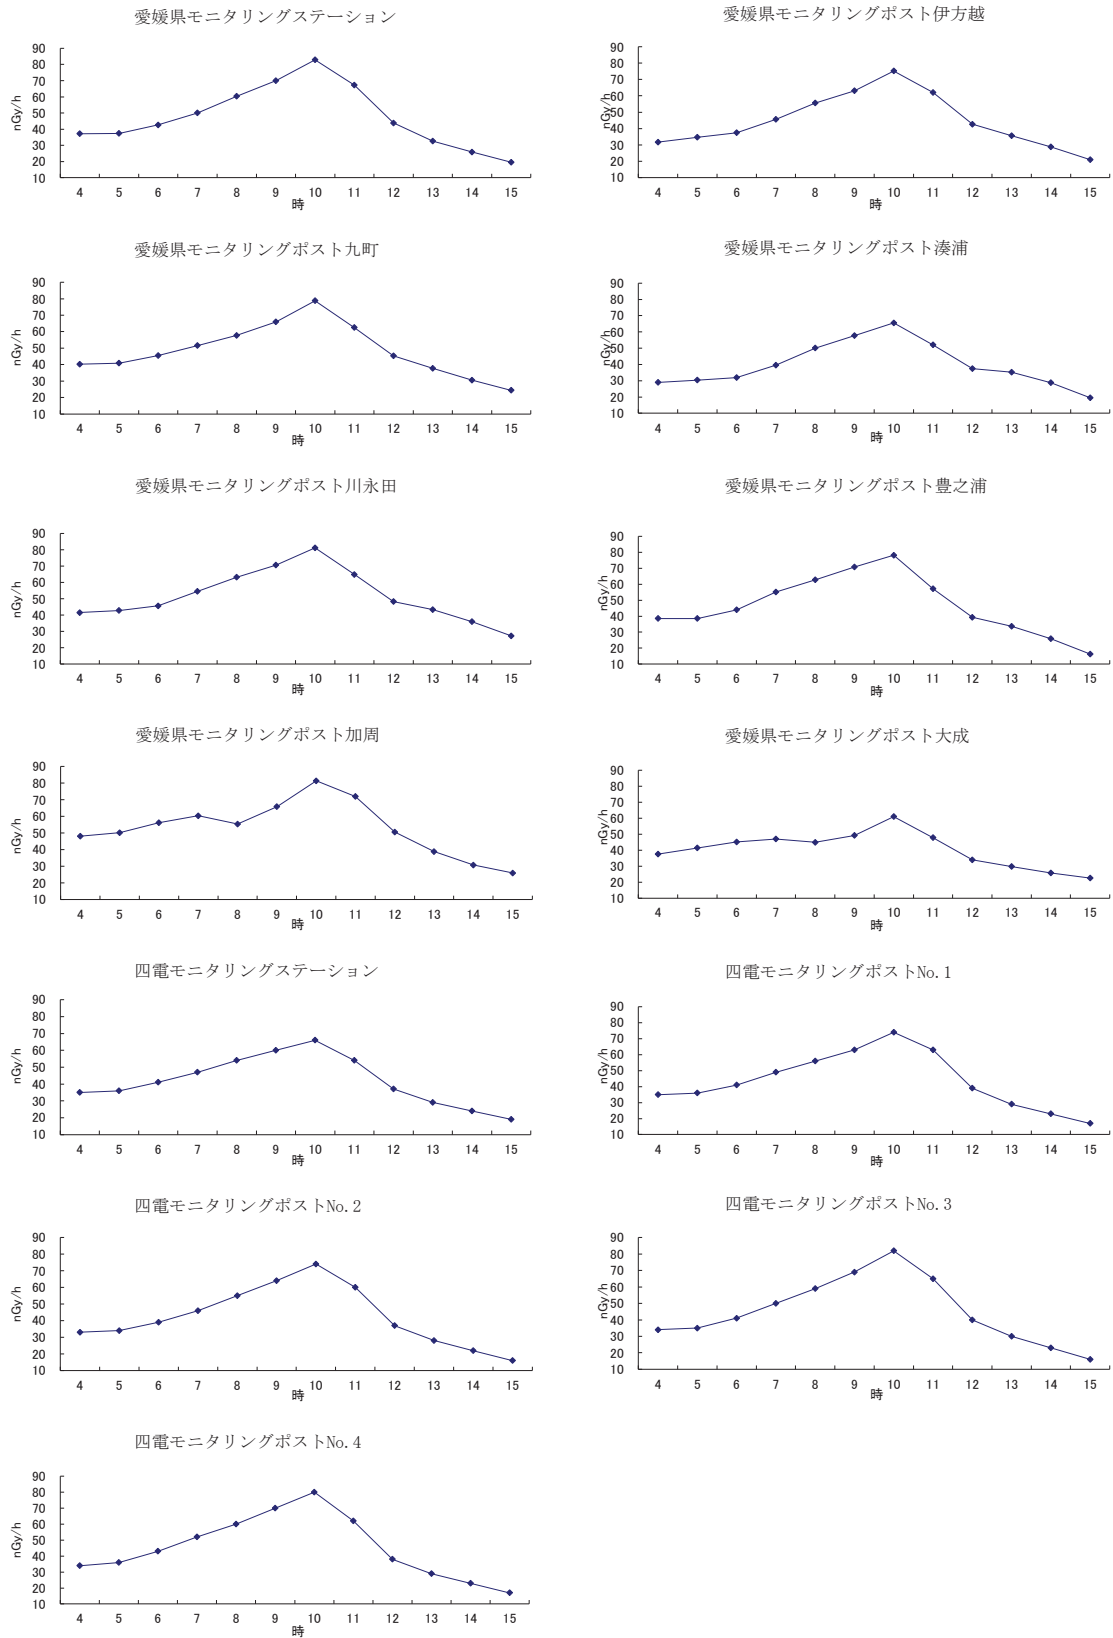 愛媛県モニタリングステーション
90
80
70
60
50
40
30
20
10
nGy/h
4 5 6 7 8 9 10 11 12 13 14 15
時
愛媛県モニタリングポスト伊方越
90
80
70
60
50
40
30
20
10
nGy/h
4 5 6 7 8 9 10 11 12 13 14 15
時
愛媛県モニタリングポスト九町
90
80
70
60
50
40
30
20
10
nGy/h
4 5 6 7 8 9 10 11 12 13 14 15
時
愛媛県モニタリングポスト湊浦
90
80
70
60
50
40
30
20
10
nGy/h
4 5 6 7 8 9 10 11 12 13 14 15
時
愛媛県モニタリングポスト川永田
90
80
70
60
50
40
30
20
10
nGy/h
4 5 6 7 8 9 10 11 12 13 14 15
時
愛媛県モニタリングポスト豊之浦
90
80
70
60
50
40
30
20
10
nGy/h
4 5 6 7 8 9 10 11 12 13 14 15
時
愛媛県モニタリングポスト加周
90
80
70
60
50
40
30
20
10
nGy/h
4 5 6 7 8 9 10 11 12 13 14 15
時
愛媛県モニタリングポスト大成
90
80
70
60
50
40
30
20
10
nGy/h
4 5 6 7 8 9 10 11 12 13 14 15
時
四電モニタリングステーション
90
80
70
60
50
40
30
20
10
nGy/h
4 5 6 7 8 9 10 11 12 13 14 15
時
四電モニタリングポストNo.1
90
80
70
60
50
40
30
20
10
nGy/h
4 5 6 7 8 9 10 11 12 13 14 15
時
四電モニタリングポストNo.2
90
80
70
60
50
40
30
20
10
nGy/h
4 5 6 7 8 9 10 11 12 13 14 15
時
四電モニタリングポストNo.3
90
80
70
60
50
40
30
20
10
nGy/h
4 5 6 7 8 9 10 11 12 13 14 15
時
四電モニタリングポストNo.4
90
80
70
60
50
40
30
20
10
nGy/h
4 5 6 7 8 9 10 11 12 13 14 15
時